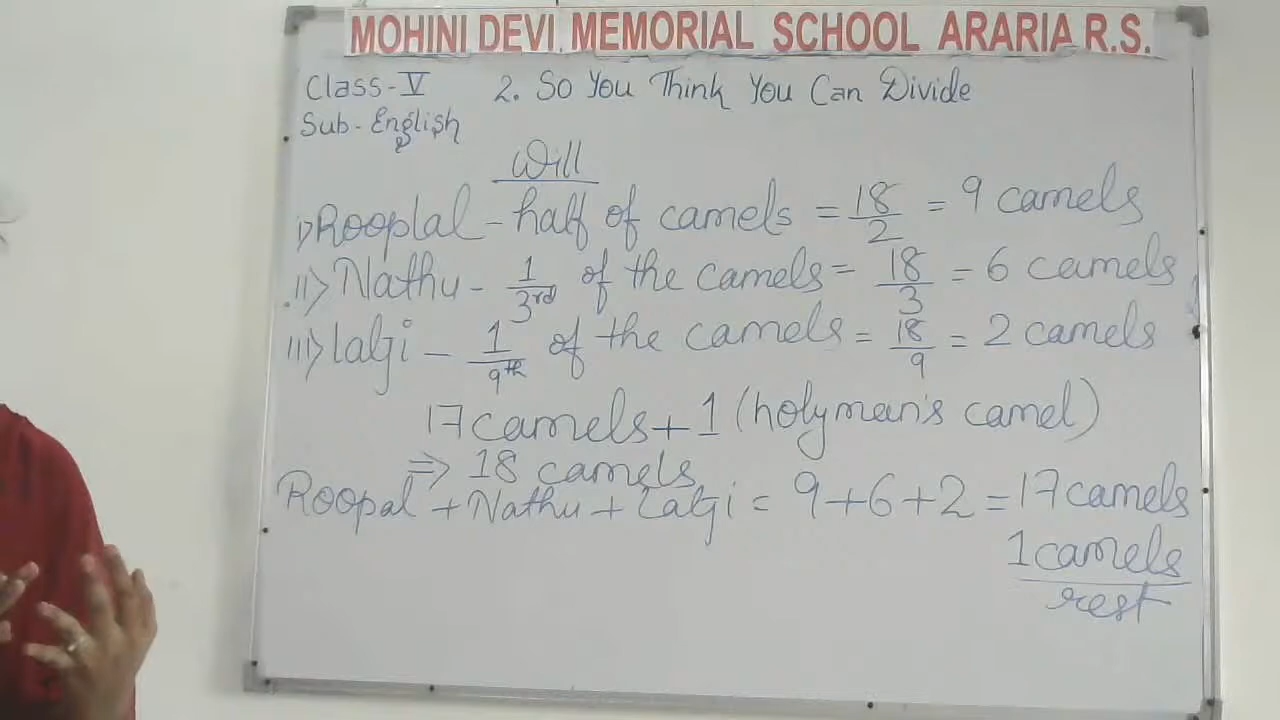 MOHINI DEVI MEMORIAL SCHOOL ARARIA R.S.
Class-V 2. So You Think You Can Divide
Sub-English
Will
i) Rooplal - half of camels = 18/2 = 9 camels
ii) Nathu - 1/3rd of the camels = 18/3 = 6 camels
iii) lalji - 1/9th of the camels = 18/9 = 2 camels
17 camels + 1 (holyman's camel)
⇒ 18 camels
Roopal + Nathu + Lalji = 9+6+2 = 17 camels
1 camels
rest